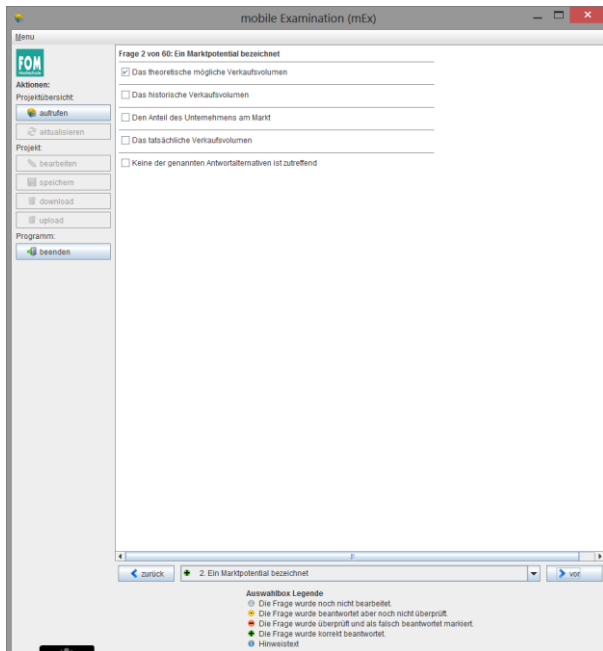 mobile Examination (mEx)
Menu
FOM
Hochschule
Aktionen:
Projektübersicht:
aufrufen
aktualisieren
Projekt:
bearbeiten
speichern
download
upload
Programm:
beenden
Frage 2 von 60: Ein Marktpotential bezeichnet
Das theoretische mögliche Verkaufsvolumen
Das historische Verkaufsvolumen
Den Anteil des Unternehmens am Markt
Das tatsächliche Verkaufsvolumen
Keine der genannten Antwortalternativen ist zutreffend
zurück
2. Ein Marktpotential bezeichnet
vor
Auswahlbox Legende
Die Frage wurde noch nicht bearbeitet.
Die Frage wurde beantwortet aber noch nicht überprüft.
Die Frage wurde überprüft und als falsch beantwortet markiert.
Die Frage wurde korrekt beantwortet.
Hinweistext